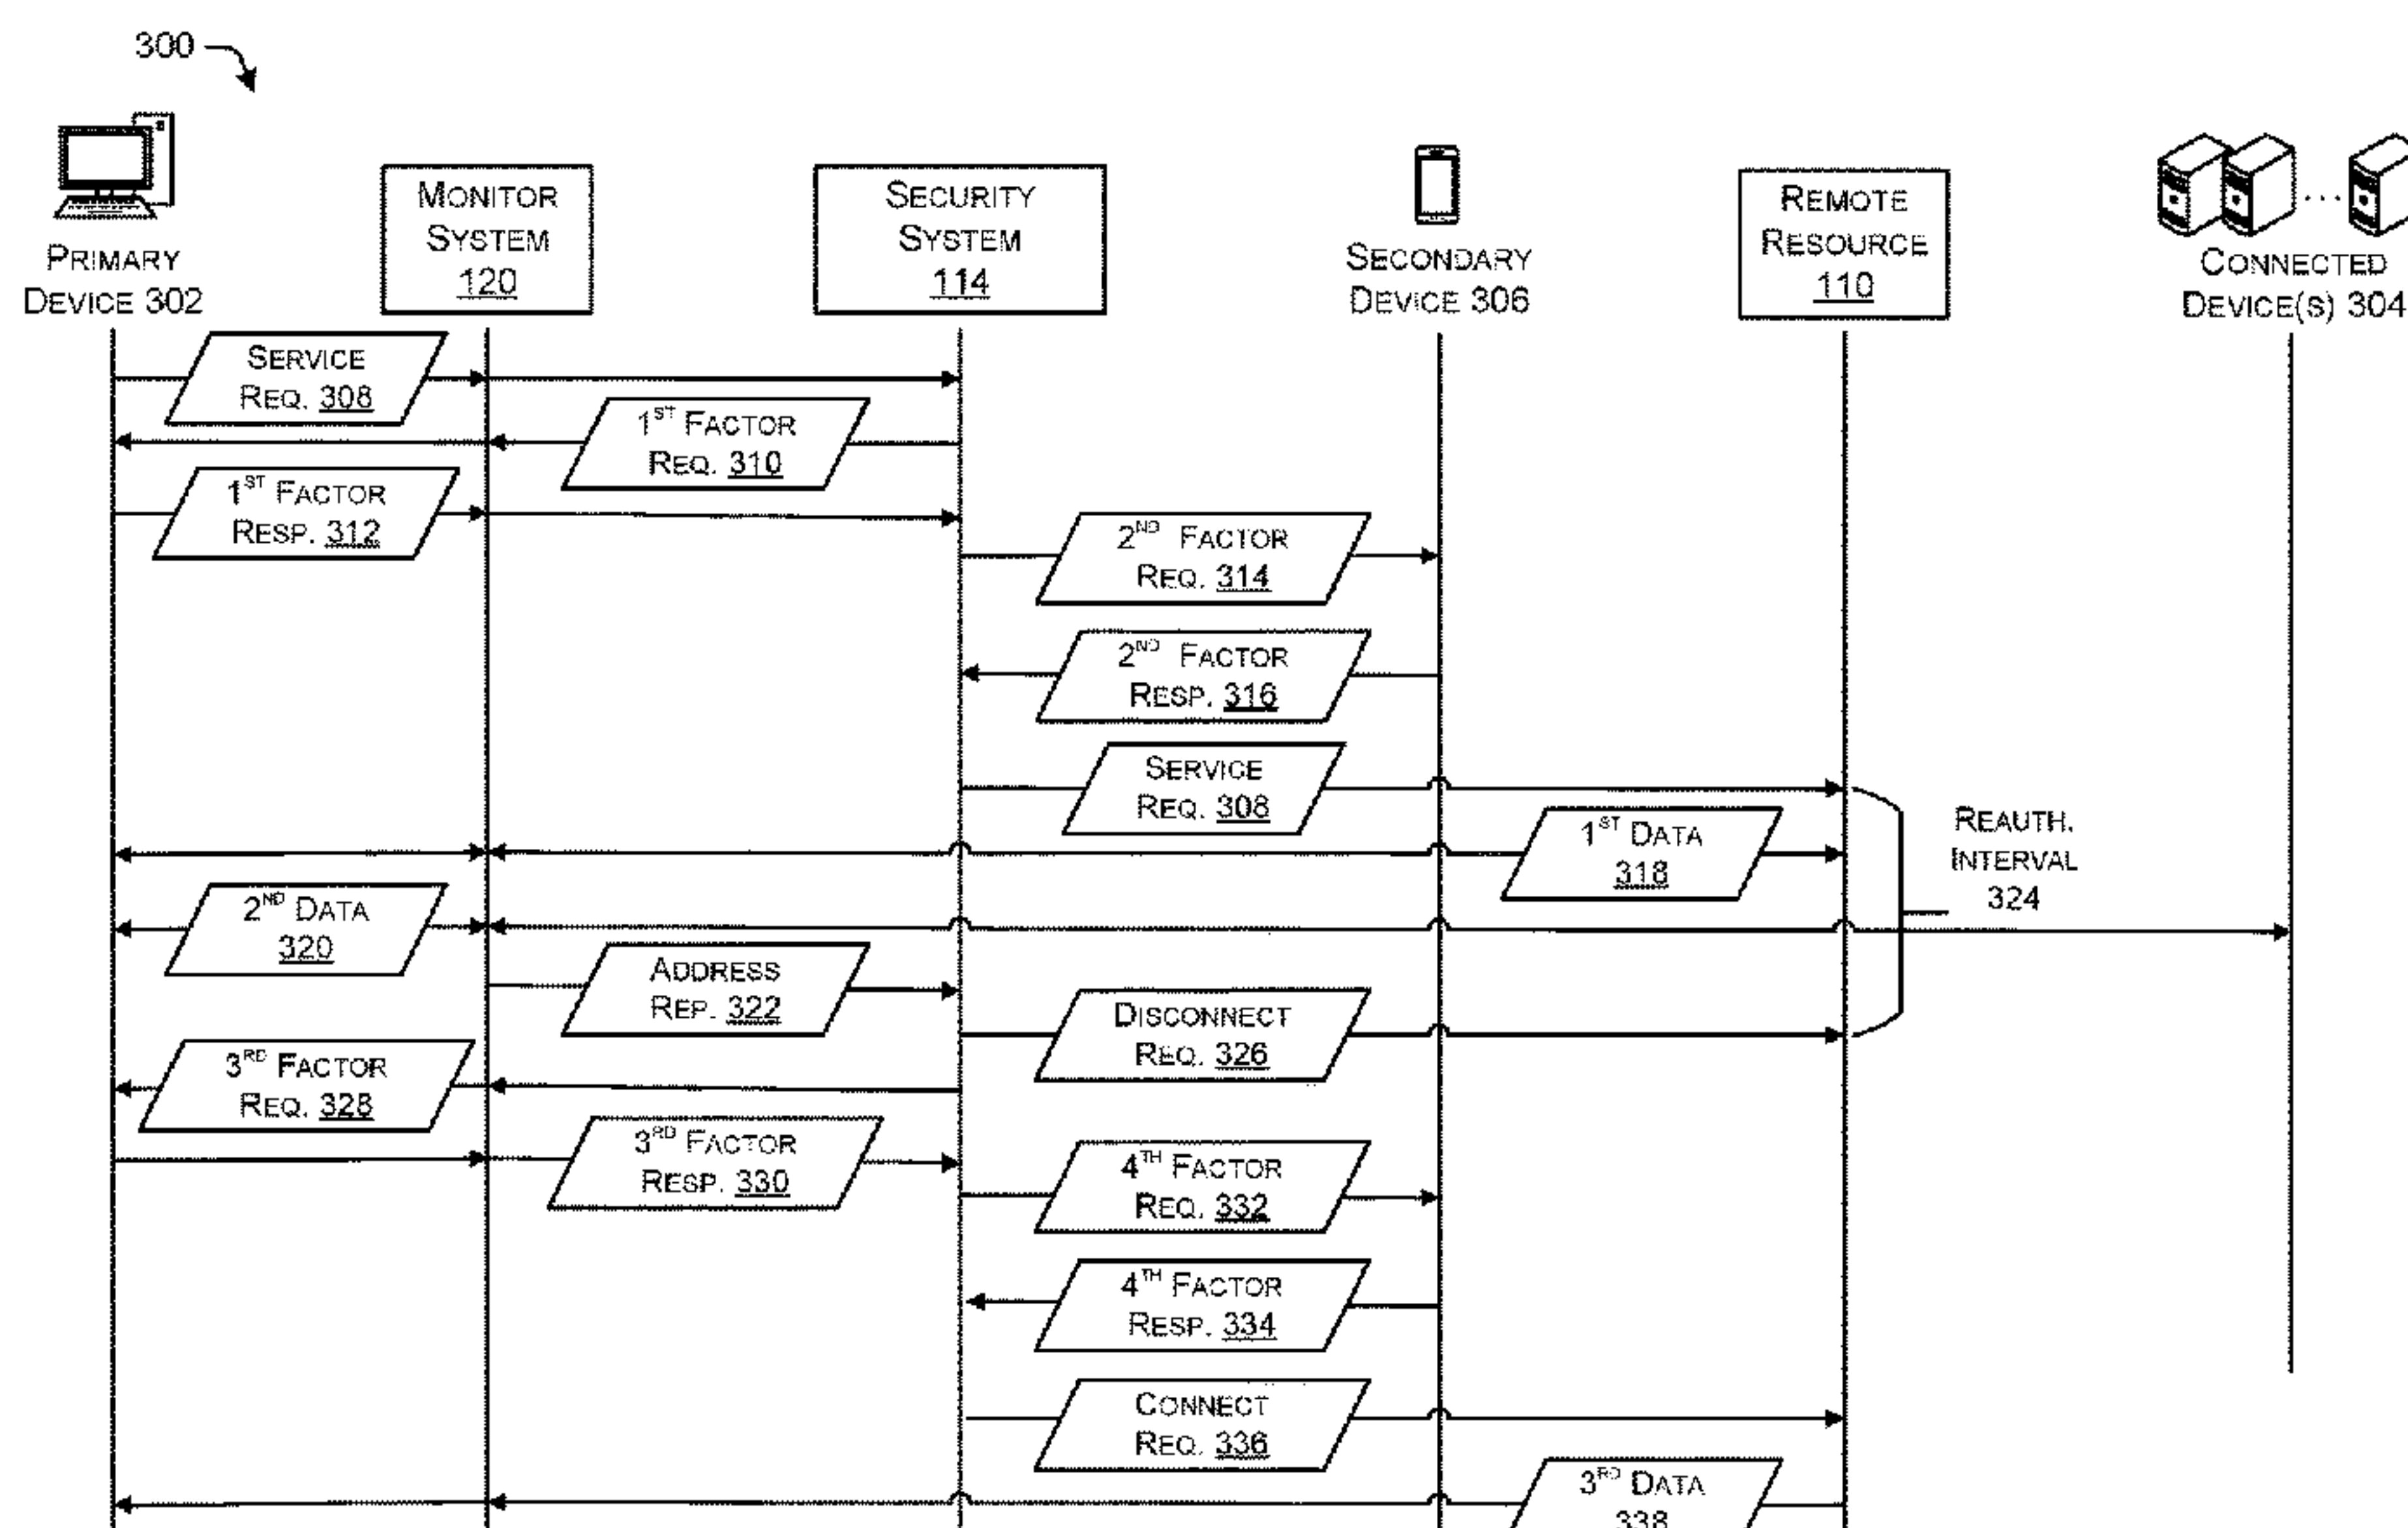 300
PRIMARY
DEVICE 302
MONITOR
SYSTEM
120
SECURITY
SYSTEM
114
SECONDARY
DEVICE 306
REMOTE
RESOURCE
110
CONNECTED
DEVICE(S) 304
SERVICE
REQ. 308
1ST FACTOR
REQ. 310
1ST FACTOR
RESP. 312
2ND FACTOR
REQ. 314
2ND FACTOR
RESP. 316
SERVICE
REQ. 308
1ST DATA
318
REAUTH.
INTERVAL
324
2ND DATA
320
ADDRESS
REP. 322
DISCONNECT
REQ. 326
3RD FACTOR
REQ. 328
3RD FACTOR
RESP. 330
4TH FACTOR
REQ. 332
4TH FACTOR
RESP. 334
CONNECT
REQ. 336
3RD DATA
338